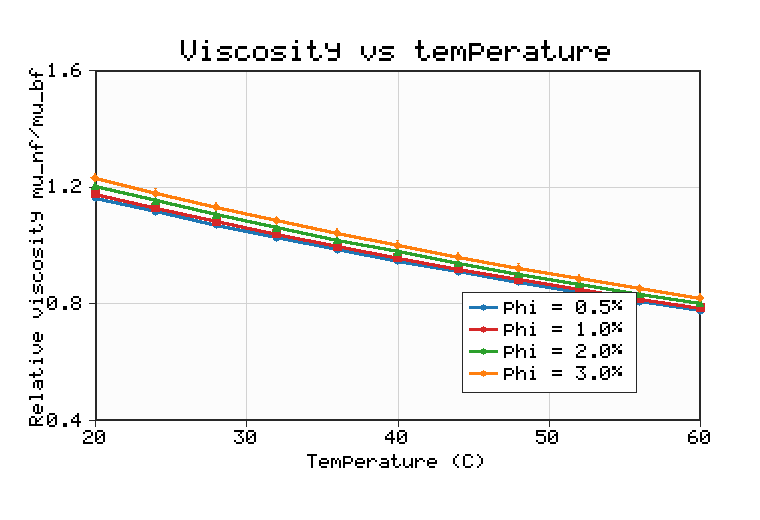 Viscosity vs temperature
Relative viscosity mu_nf/mu_bf
1.6
1.2
0.8
0.4
Phi = 0.5%
Phi = 1.0%
Phi = 2.0%
Phi = 3.0%
20 30 40 50 60
Temperature (C)